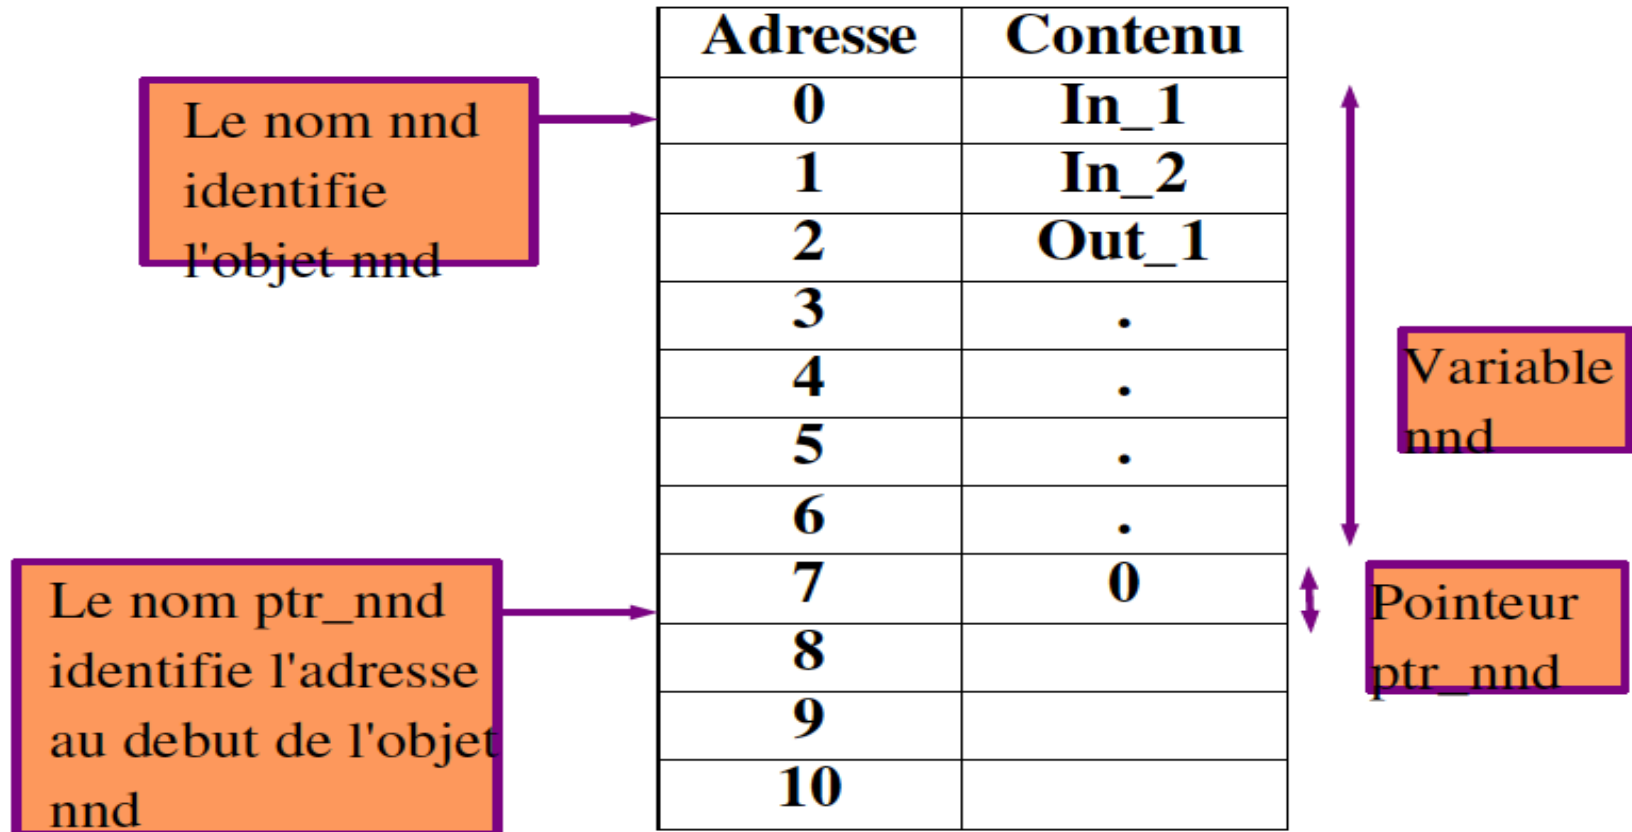 Le nom nnd
identifie
l'objet nnd
Le nom ptr_nnd
identifie l'adresse
au debut de l'objet
nnd
Adresse Contenu
0 In_1
1 In_2
2 Out_1
3 .
4 .
5 .
6 .
7 0
8
9
10
Variable
nnd
Pointeur
ptr_nnd